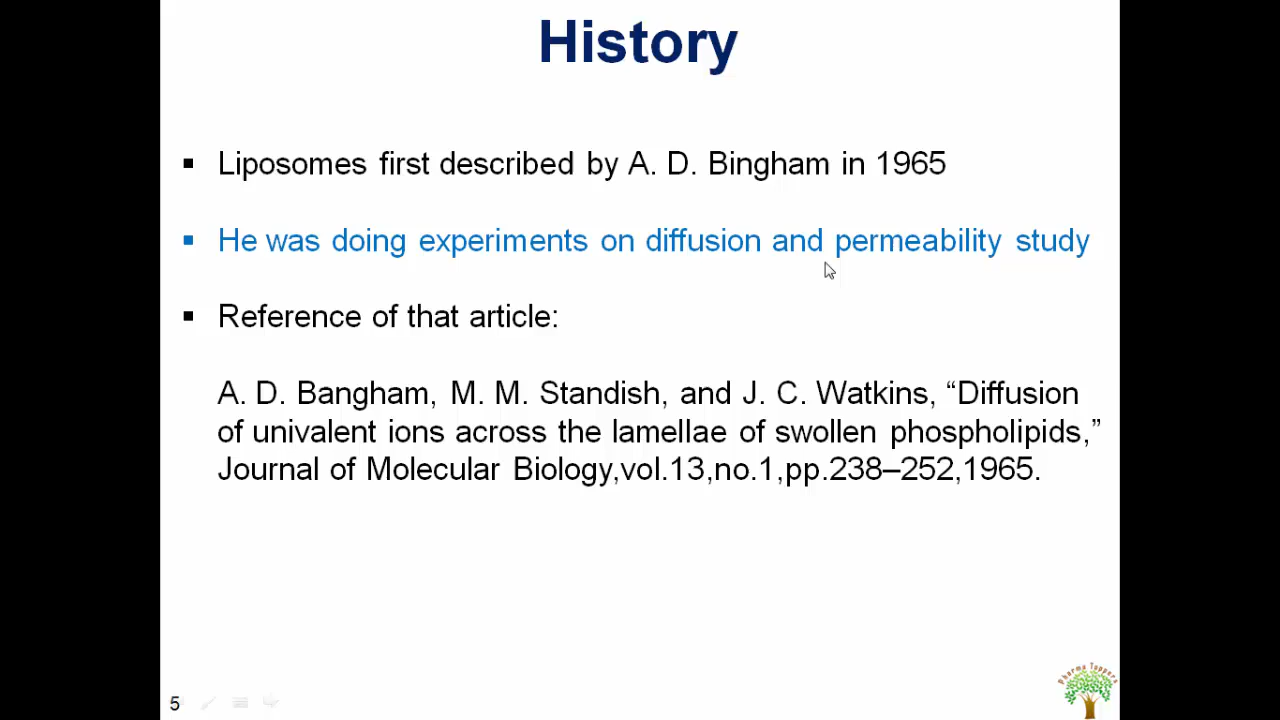 History
▪ Liposomes first described by A. D. Bingham in 1965
▪ He was doing experiments on diffusion and permeability study
▪ Reference of that article:
A. D. Bangham, M. M. Standish, and J. C. Watkins, “Diffusion
of univalent ions across the lamellae of swollen phospholipids,”
Journal of Molecular Biology,vol.13,no.1,pp.238–252,1965.
Pharma Toppers
5